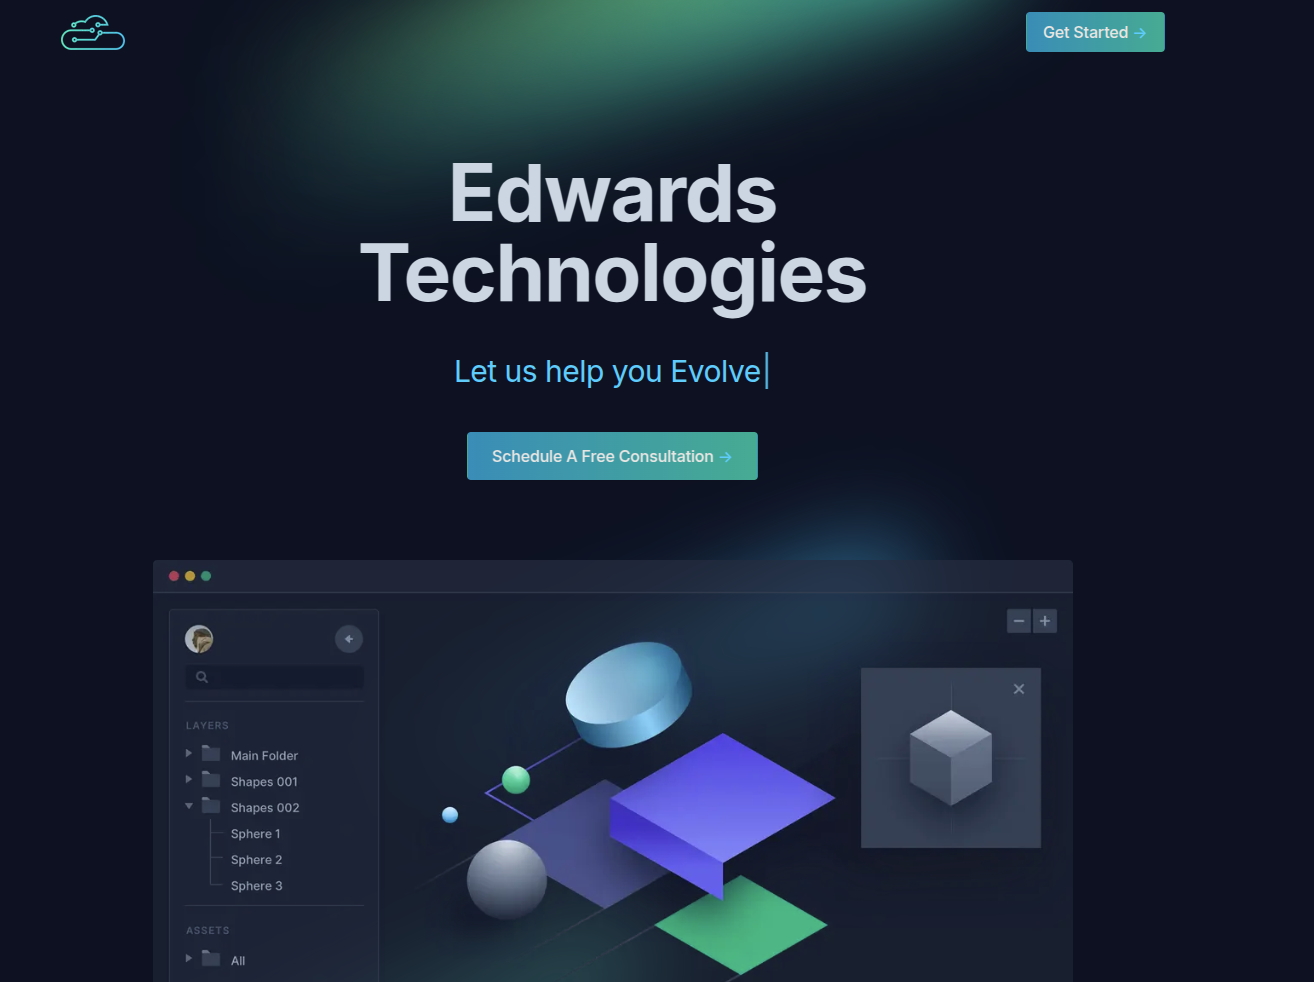 Get Started →
Edwards
Technologies
Let us help you Evolve
Schedule A Free Consultation →
LAYERS
Main Folder
Shapes 001
Shapes 002
Sphere 1
Sphere 2
Sphere 3
ASSETS
All